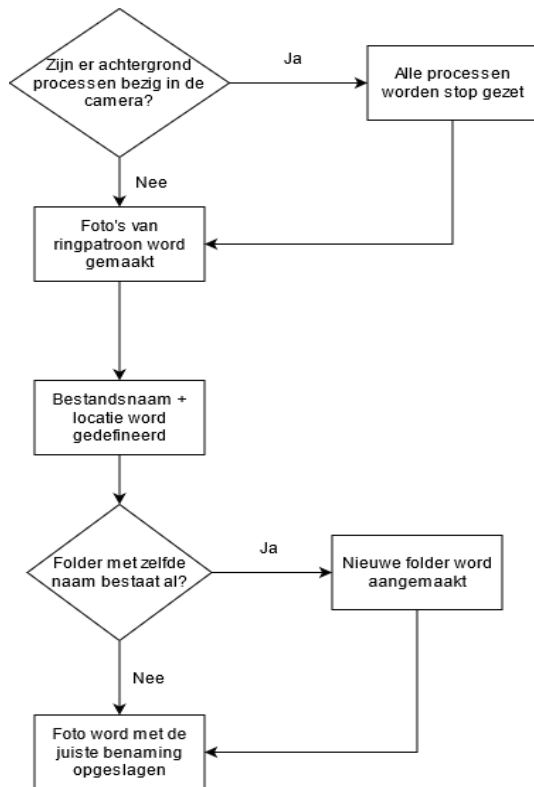 Zijn er achtergrond
processen bezig in de
camera?
Ja
Alle processen
worden stop gezet
Nee
Foto's van
ringpatroon word
gemaakt
Bestandsnaam +
locatie word
gedefineerd
Folder met zelfde
naam bestaat al?
Ja
Nieuwe folder word
aangemaakt
Nee
Foto word met de
juiste benaming
opgeslagen